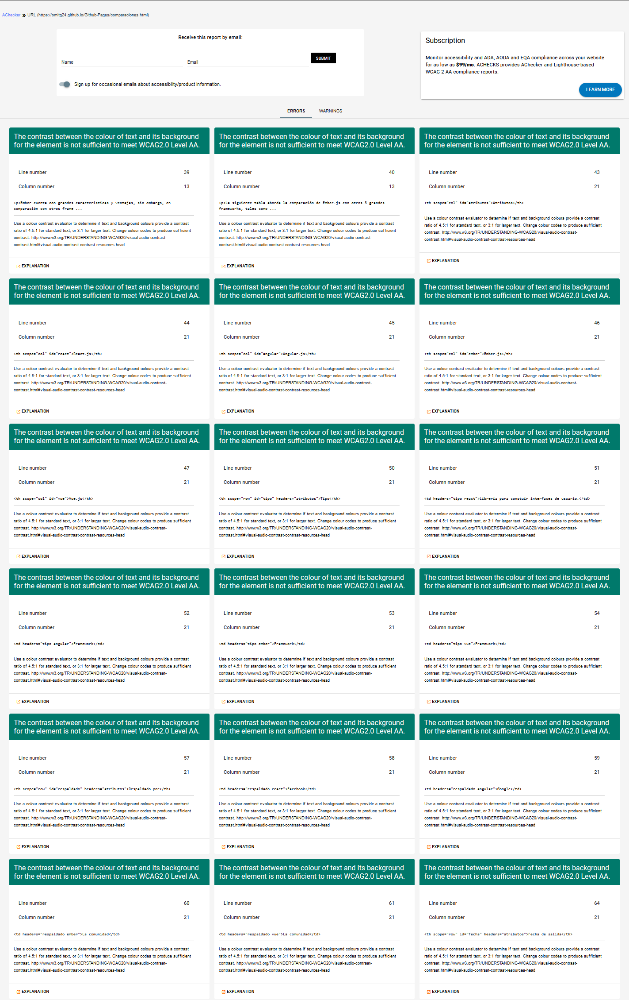 AChecker » URL (https://omitg24.github.io/Github-Pages/comparaciones.html)
Receive this report by email:
Name
Email
SUBMIT
Sign up for occasional emails about accessibility/product information.
Subscription
Monitor accessibility and ADA, AODA and EQA compliance across your website
for as low as $99/mo. ACHECKS provides AChecker and Lighthouse-based
WCAG 2 AA compliance reports.
LEARN MORE
ERRORS
WARNINGS
The contrast between the colour of text and its background
for the element is not sufficient to meet WCAG2.0 Level AA.
Line number 39
Column number 13
<p>Ember cuenta con grandes caracteristicas y ventajas, sin embargo, en
comparación con otros frame ...
Use a colour contrast evaluator to determine if text and background colours provide a contrast
ratio of 4.5:1 for standard text, or 3:1 for larger text. Change colour codes to produce sufficient
contrast. http://www.w3.org/TR/UNDERSTANDING-WCAG20/visual-audio-contrast-
contrast.html#visual-audio-contrast-contrast-resources-head
EXPLANATION
The contrast between the colour of text and its background
for the element is not sufficient to meet WCAG2.0 Level AA.
Line number 40
Column number 13
<p>La siguiente tabla aborda la comparación de Ember.js con otros 3 grandes
frameworks, tales como ...
Use a colour contrast evaluator to determine if text and background colours provide a contrast
ratio of 4.5:1 for standard text, or 3:1 for larger text. Change colour codes to produce sufficient
contrast. http://www.w3.org/TR/UNDERSTANDING-WCAG20/visual-audio-contrast-
contrast.html#visual-audio-contrast-contrast-resources-head
EXPLANATION
The contrast between the colour of text and its background
for the element is not sufficient to meet WCAG2.0 Level AA.
Line number 43
Column number 21
<th scope="col" id="atributos">Atributos</th>
Use a colour contrast evaluator to determine if text and background colours provide a contrast
ratio of 4.5:1 for standard text, or 3:1 for larger text. Change colour codes to produce sufficient
contrast. http://www.w3.org/TR/UNDERSTANDING-WCAG20/visual-audio-contrast-
contrast.html#visual-audio-contrast-contrast-resources-head
EXPLANATION
The contrast between the colour of text and its background
for the element is not sufficient to meet WCAG2.0 Level AA.
Line number 44
Column number 21
<th scope="col" id="react">React.js</th>
Use a colour contrast evaluator to determine if text and background colours provide a contrast
ratio of 4.5:1 for standard text, or 3:1 for larger text. Change colour codes to produce sufficient
contrast. http://www.w3.org/TR/UNDERSTANDING-WCAG20/visual-audio-contrast-
contrast.html#visual-audio-contrast-contrast-resources-head
EXPLANATION
The contrast between the colour of text and its background
for the element is not sufficient to meet WCAG2.0 Level AA.
Line number 45
Column number 21
<th scope="col" id="angular">Angular.js</th>
Use a colour contrast evaluator to determine if text and background colours provide a contrast
ratio of 4.5:1 for standard text, or 3:1 for larger text. Change colour codes to produce sufficient
contrast. http://www.w3.org/TR/UNDERSTANDING-WCAG20/visual-audio-contrast-
contrast.html#visual-audio-contrast-contrast-resources-head
EXPLANATION
The contrast between the colour of text and its background
for the element is not sufficient to meet WCAG2.0 Level AA.
Line number 46
Column number 21
<th scope="col" id="ember">Ember.js</th>
Use a colour contrast evaluator to determine if text and background colours provide a contrast
ratio of 4.5:1 for standard text, or 3:1 for larger text. Change colour codes to produce sufficient
contrast. http://www.w3.org/TR/UNDERSTANDING-WCAG20/visual-audio-contrast-
contrast.html#visual-audio-contrast-contrast-resources-head
EXPLANATION
The contrast between the colour of text and its background
for the element is not sufficient to meet WCAG2.0 Level AA.
Line number 47
Column number 21
<th scope="col" id="vue">Vue.js</th>
Use a colour contrast evaluator to determine if text and background colours provide a contrast
ratio of 4.5:1 for standard text, or 3:1 for larger text. Change colour codes to produce sufficient
contrast. http://www.w3.org/TR/UNDERSTANDING-WCAG20/visual-audio-contrast-
contrast.html#visual-audio-contrast-contrast-resources-head
EXPLANATION
The contrast between the colour of text and its background
for the element is not sufficient to meet WCAG2.0 Level AA.
Line number 50
Column number 21
<th scope="row" id="tipo" headers="atributos">Tipo</th>
Use a colour contrast evaluator to determine if text and background colours provide a contrast
ratio of 4.5:1 for standard text, or 3:1 for larger text. Change colour codes to produce sufficient
contrast. http://www.w3.org/TR/UNDERSTANDING-WCAG20/visual-audio-contrast-
contrast.html#visual-audio-contrast-contrast-resources-head
EXPLANATION
The contrast between the colour of text and its background
for the element is not sufficient to meet WCAG2.0 Level AA.
Line number 51
Column number 21
<td headers="tipo react">Libreria para constuir interfaces de usuario.</td>
Use a colour contrast evaluator to determine if text and background colours provide a contrast
ratio of 4.5:1 for standard text, or 3:1 for larger text. Change colour codes to produce sufficient
contrast. http://www.w3.org/TR/UNDERSTANDING-WCAG20/visual-audio-contrast-
contrast.html#visual-audio-contrast-contrast-resources-head
EXPLANATION
The contrast between the colour of text and its background
for the element is not sufficient to meet WCAG2.0 Level AA.
Line number 52
Column number 21
<td headers="tipo angular">Framework</td>
Use a colour contrast evaluator to determine if text and background colours provide a contrast
ratio of 4.5:1 for standard text, or 3:1 for larger text. Change colour codes to produce sufficient
contrast. http://www.w3.org/TR/UNDERSTANDING-WCAG20/visual-audio-contrast-
contrast.html#visual-audio-contrast-contrast-resources-head
EXPLANATION
The contrast between the colour of text and its background
for the element is not sufficient to meet WCAG2.0 Level AA.
Line number 53
Column number 21
<td headers="tipo ember">Framework</td>
Use a colour contrast evaluator to determine if text and background colours provide a contrast
ratio of 4.5:1 for standard text, or 3:1 for larger text. Change colour codes to produce sufficient
contrast. http://www.w3.org/TR/UNDERSTANDING-WCAG20/visual-audio-contrast-
contrast.html#visual-audio-contrast-contrast-resources-head
EXPLANATION
The contrast between the colour of text and its background
for the element is not sufficient to meet WCAG2.0 Level AA.
Line number 54
Column number 21
<td headers="tipo vue">Framework</td>
Use a colour contrast evaluator to determine if text and background colours provide a contrast
ratio of 4.5:1 for standard text, or 3:1 for larger text. Change colour codes to produce sufficient
contrast. http://www.w3.org/TR/UNDERSTANDING-WCAG20/visual-audio-contrast-
contrast.html#visual-audio-contrast-contrast-resources-head
EXPLANATION
The contrast between the colour of text and its background
for the element is not sufficient to meet WCAG2.0 Level AA.
Line number 57
Column number 21
<th scope="row" id="respaldado" headers="atributos">Respaldado por</th>
Use a colour contrast evaluator to determine if text and background colours provide a contrast
ratio of 4.5:1 for standard text, or 3:1 for larger text. Change colour codes to produce sufficient
contrast. http://www.w3.org/TR/UNDERSTANDING-WCAG20/visual-audio-contrast-
contrast.html#visual-audio-contrast-contrast-resources-head
EXPLANATION
The contrast between the colour of text and its background
for the element is not sufficient to meet WCAG2.0 Level AA.
Line number 58
Column number 21
<td headers="respaldado react">Facebook</td>
Use a colour contrast evaluator to determine if text and background colours provide a contrast
ratio of 4.5:1 for standard text, or 3:1 for larger text. Change colour codes to produce sufficient
contrast. http://www.w3.org/TR/UNDERSTANDING-WCAG20/visual-audio-contrast-
contrast.html#visual-audio-contrast-contrast-resources-head
EXPLANATION
The contrast between the colour of text and its background
for the element is not sufficient to meet WCAG2.0 Level AA.
Line number 59
Column number 21
<td headers="respaldado angular">Google</td>
Use a colour contrast evaluator to determine if text and background colours provide a contrast
ratio of 4.5:1 for standard text, or 3:1 for larger text. Change colour codes to produce sufficient
contrast. http://www.w3.org/TR/UNDERSTANDING-WCAG20/visual-audio-contrast-
contrast.html#visual-audio-contrast-contrast-resources-head
EXPLANATION
The contrast between the colour of text and its background
for the element is not sufficient to meet WCAG2.0 Level AA.
Line number 60
Column number 21
<td headers="respaldado ember">La comunidad</td>
Use a colour contrast evaluator to determine if text and background colours provide a contrast
ratio of 4.5:1 for standard text, or 3:1 for larger text. Change colour codes to produce sufficient
contrast. http://www.w3.org/TR/UNDERSTANDING-WCAG20/visual-audio-contrast-
contrast.html#visual-audio-contrast-contrast-resources-head
EXPLANATION
The contrast between the colour of text and its background
for the element is not sufficient to meet WCAG2.0 Level AA.
Line number 61
Column number 21
<td headers="respaldado vue">La comunidad</td>
Use a colour contrast evaluator to determine if text and background colours provide a contrast
ratio of 4.5:1 for standard text, or 3:1 for larger text. Change colour codes to produce sufficient
contrast. http://www.w3.org/TR/UNDERSTANDING-WCAG20/visual-audio-contrast-
contrast.html#visual-audio-contrast-contrast-resources-head
EXPLANATION
The contrast between the colour of text and its background
for the element is not sufficient to meet WCAG2.0 Level AA.
Line number 64
Column number 21
<th scope="row" id="fecha" headers="atributos">Fecha de salida</th>
Use a colour contrast evaluator to determine if text and background colours provide a contrast
ratio of 4.5:1 for standard text, or 3:1 for larger text. Change colour codes to produce sufficient
contrast. http://www.w3.org/TR/UNDERSTANDING-WCAG20/visual-audio-contrast-
contrast.html#visual-audio-contrast-contrast-resources-head
EXPLANATION